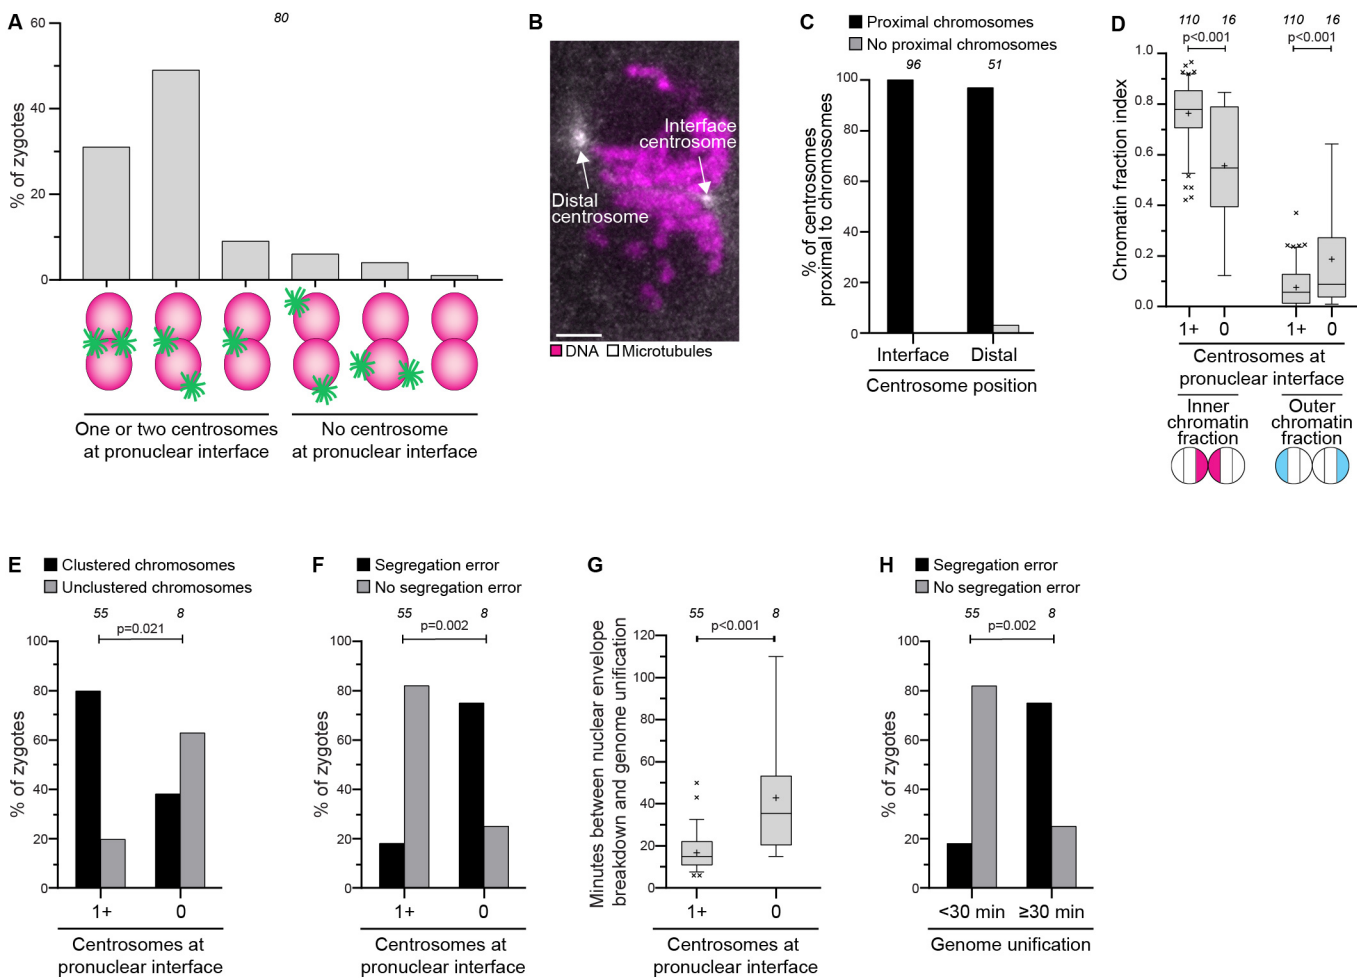 A
80
% of zygotes
60
40
20
0
One or two centrosomes
at pronuclear interface
No centrosome
at pronuclear interface
B
Interface
centrosome
Distal
centrosome
DNA Microtubules
C
Proximal chromosomes
No proximal chromosomes
96 51
% of centrosomes
proximal to chromosomes
100
80
60
40
20
0
Interface Distal
Centrosome position
D
110 16 110 16
p<0.001 p<0.001
Chromatin fraction index
1.0
0.8
0.6
0.4
0.2
0.0
1+ 0 1+ 0
Centrosomes at
pronuclear interface
Inner
chromatin
fraction
Outer
chromatin
fraction
E
Clustered chromosomes
Unclustered chromosomes
55 8
p=0.021
% of zygotes
100
80
60
40
20
0
1+ 0
Centrosomes at
pronuclear interface
F
Segregation error
No segregation error
55 8
p=0.002
% of zygotes
100
80
60
40
20
0
1+ 0
Centrosomes at
pronuclear interface
G
55 8
p<0.001
Minutes between nuclear envelope
breakdown and genome unification
120
100
80
60
40
20
0
1+ 0
Centrosomes at
pronuclear interface
H
Segregation error
No segregation error
55 8
p=0.002
% of zygotes
100
80
60
40
20
0
<30 min ≥30 min
Genome unification